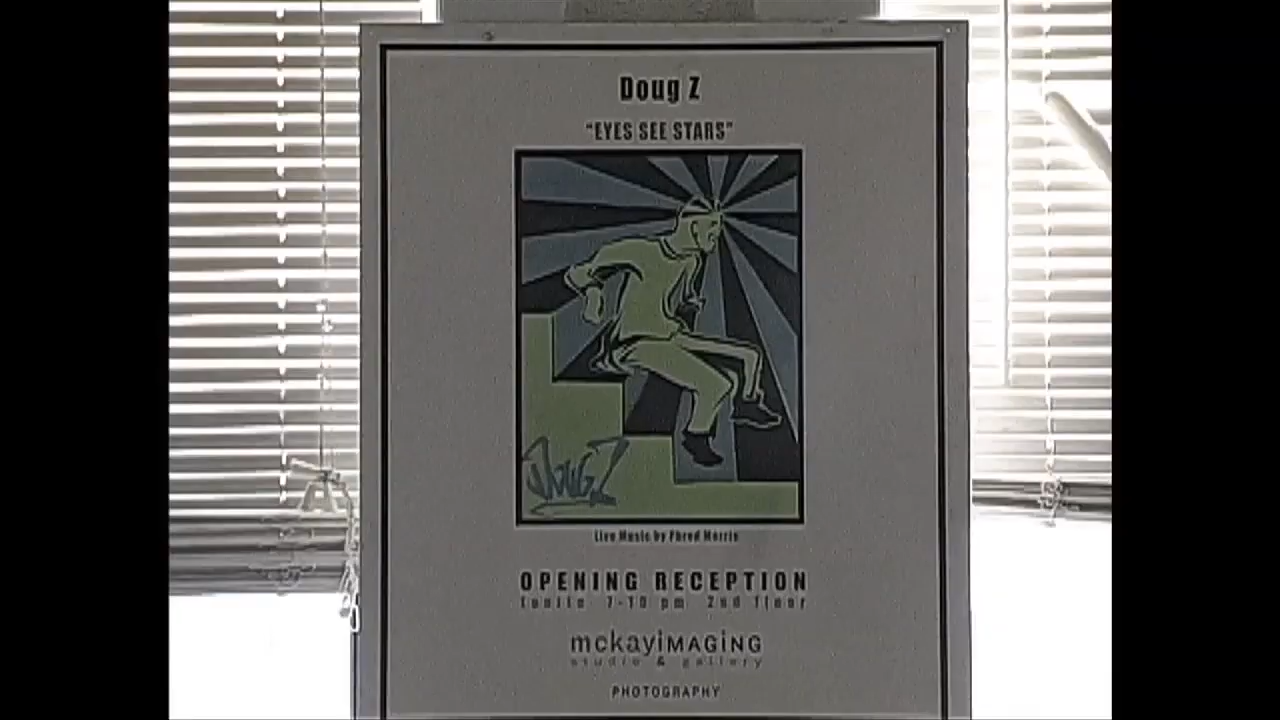 Doug Z
"EYES SEE STARS"
DOUG Z
Live Music by Phred Morris
OPENING RECEPTION
tonite 7-10 pm 2nd floor
mckayiMAGING
studio & gallery
PHOTOGRAPHY